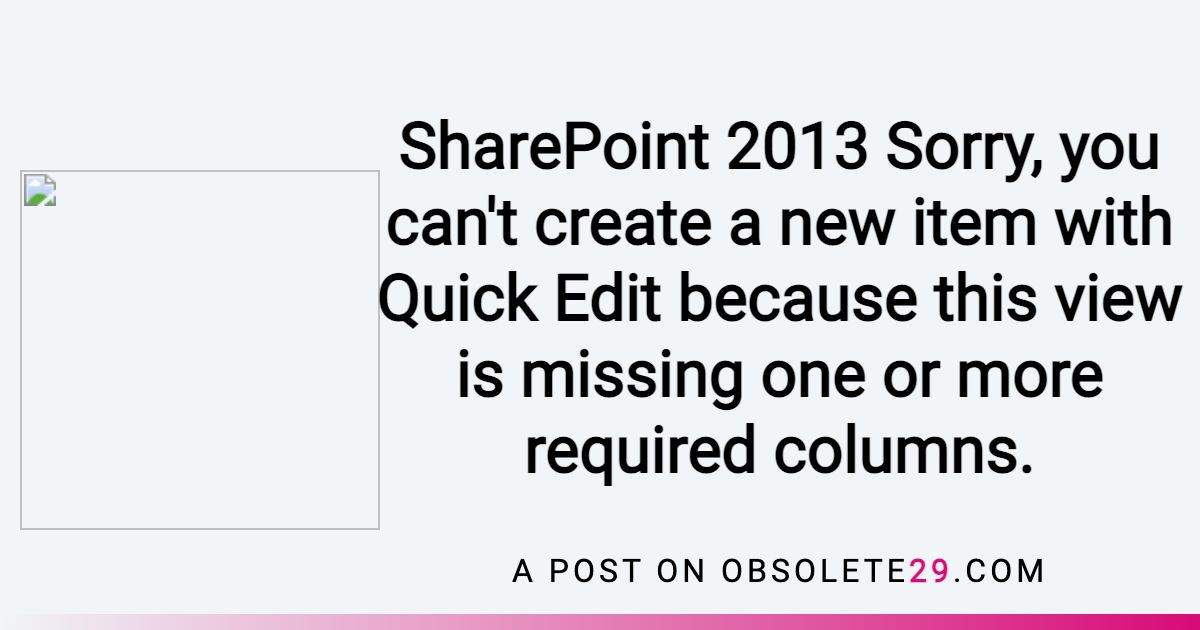 SharePoint 2013 Sorry, you
can't create a new item with
Quick Edit because this view
is missing one or more
required columns.
A POST ON OBSOLETE29.COM